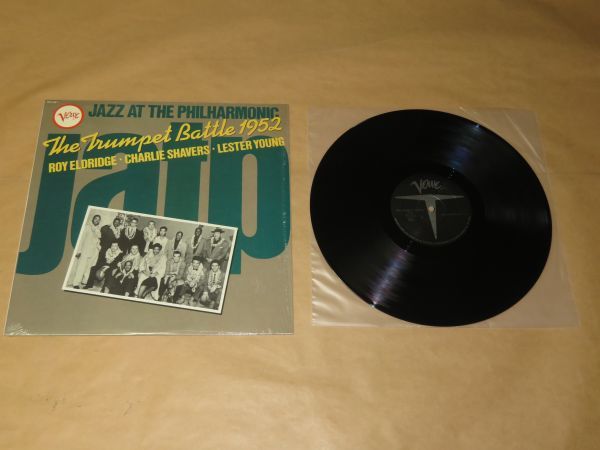 Verve
JAZZ AT THE PHILHARMONIC
The Trumpet Battle 1952
ROY ELDRIDGE · CHARLIE SHAVERS · LESTER YOUNG
jatp
VERVE